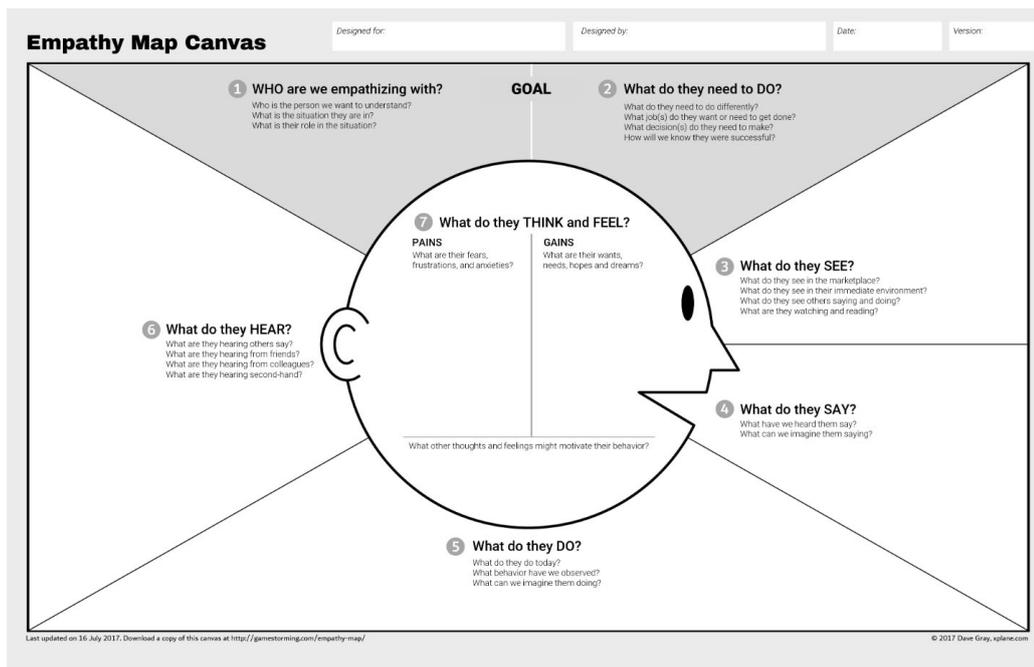 Empathy Map Canvas
Designed for:
Designed by:
Date:
Version:
1 WHO are we empathizing with?
Who is the person we want to understand?
What is the situation they are in?
What is their role in the situation?
GOAL
2 What do they need to DO?
What do they need to do differently?
What job(s) do they want or need to get done?
What decision(s) do they need to make?
How will we know they were successful?
7 What do they THINK and FEEL?
PAINS
What are their fears,
frustrations, and anxieties?
GAINS
What are their wants,
needs, hopes and dreams?
3 What do they SEE?
What do they see in the marketplace?
What do they see in their immediate environment?
What do they see others saying and doing?
What are they watching and reading?
6 What do they HEAR?
What are they hearing others say?
What are they hearing from friends?
What are they hearing from colleagues?
What are they hearing second-hand?
4 What do they SAY?
What have we heard them say?
What can we imagine them saying?
What other thoughts and feelings might motivate their behavior?
5 What do they DO?
What do they do today?
What behavior have we observed?
What can we imagine them doing?
Last updated on 16 July 2017. Download a copy of this canvas at http://gamestorming.com/empathy-map/
© 2017 Dave Gray, xplane.com